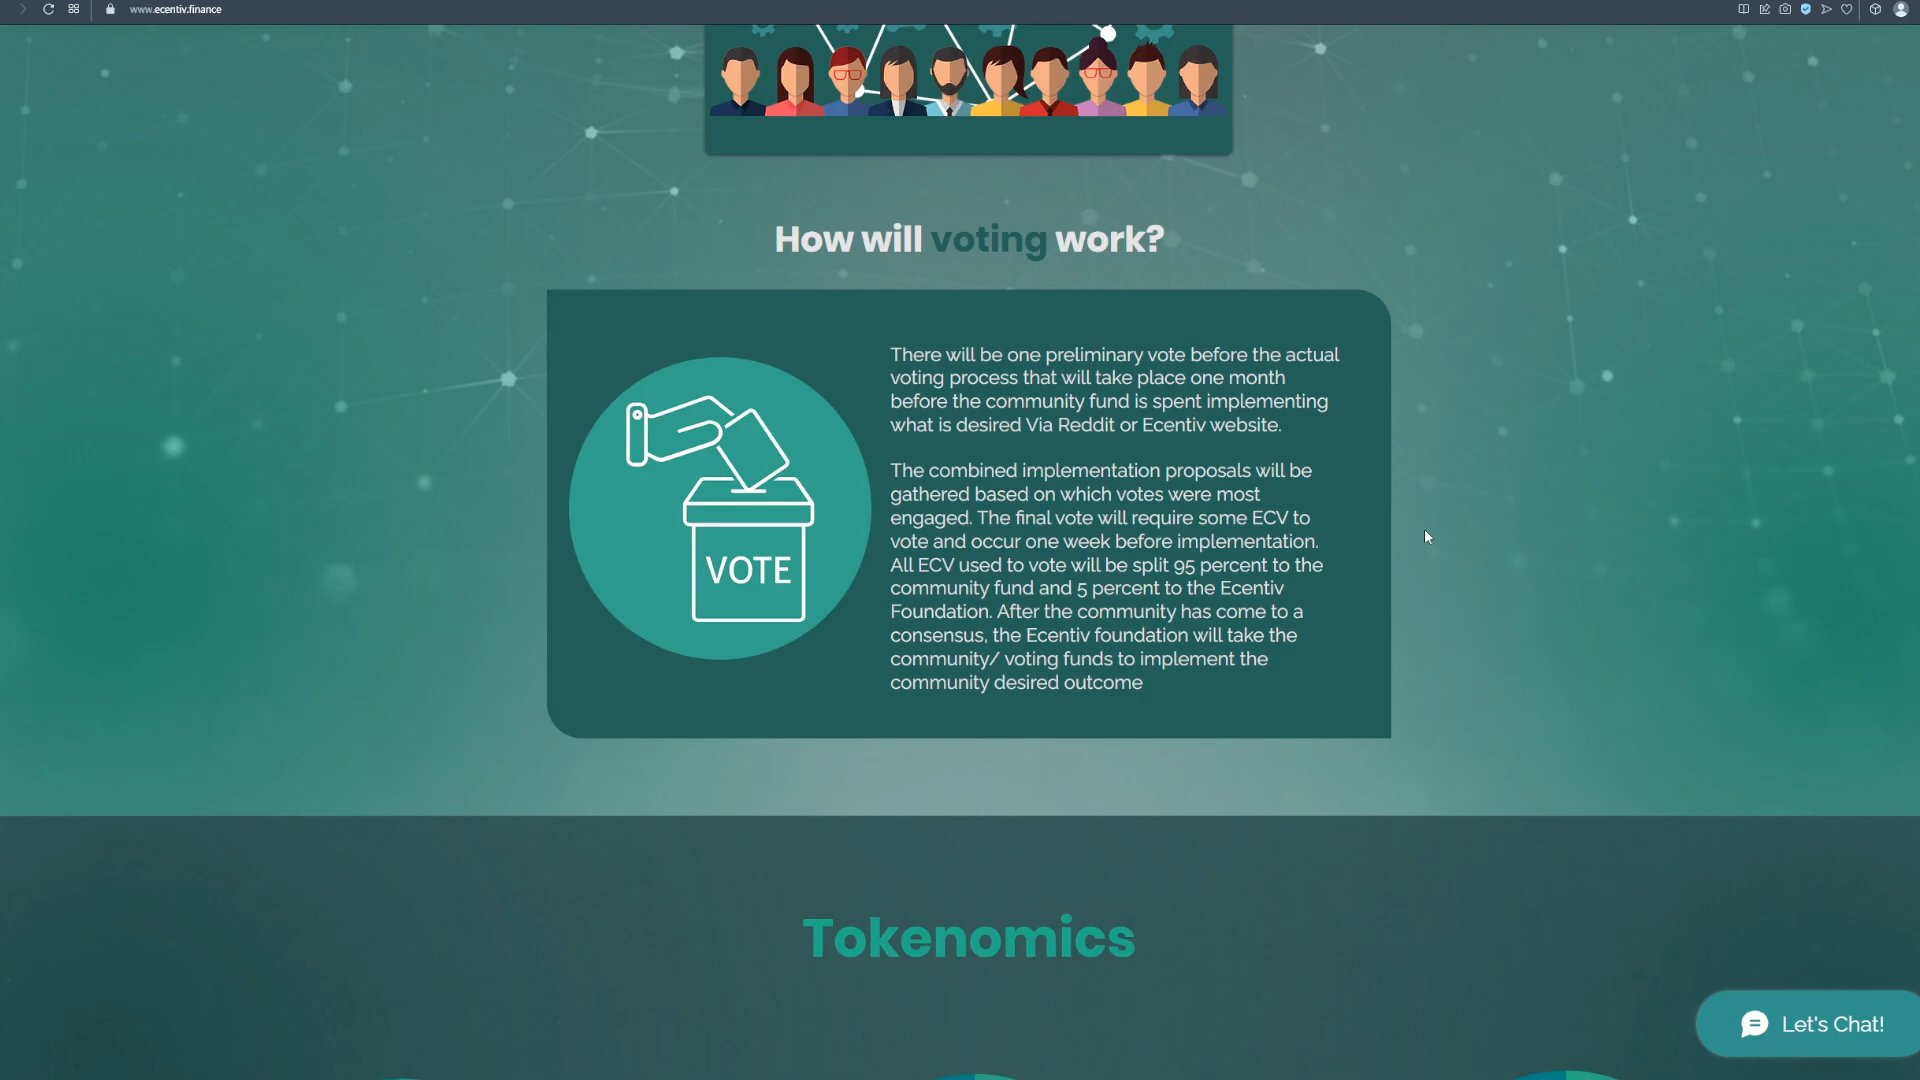 www.ecentiv.finance
How will voting work?
There will be one preliminary vote before the actual
voting process that will take place one month
before the community fund is spent implementing
what is desired Via Reddit or Ecentiv website.
The combined implementation proposals will be
gathered based on which votes were most
engaged. The final vote will require some ECV to
vote and occur one week before implementation.
All ECV used to vote will be split 95 percent to the
community fund and 5 percent to the Ecentiv
Foundation. After the community has come to a
consensus, the Ecentiv foundation will take the
community/ voting funds to implement the
community desired outcome
VOTE
Tokenomics
Let's Chat!